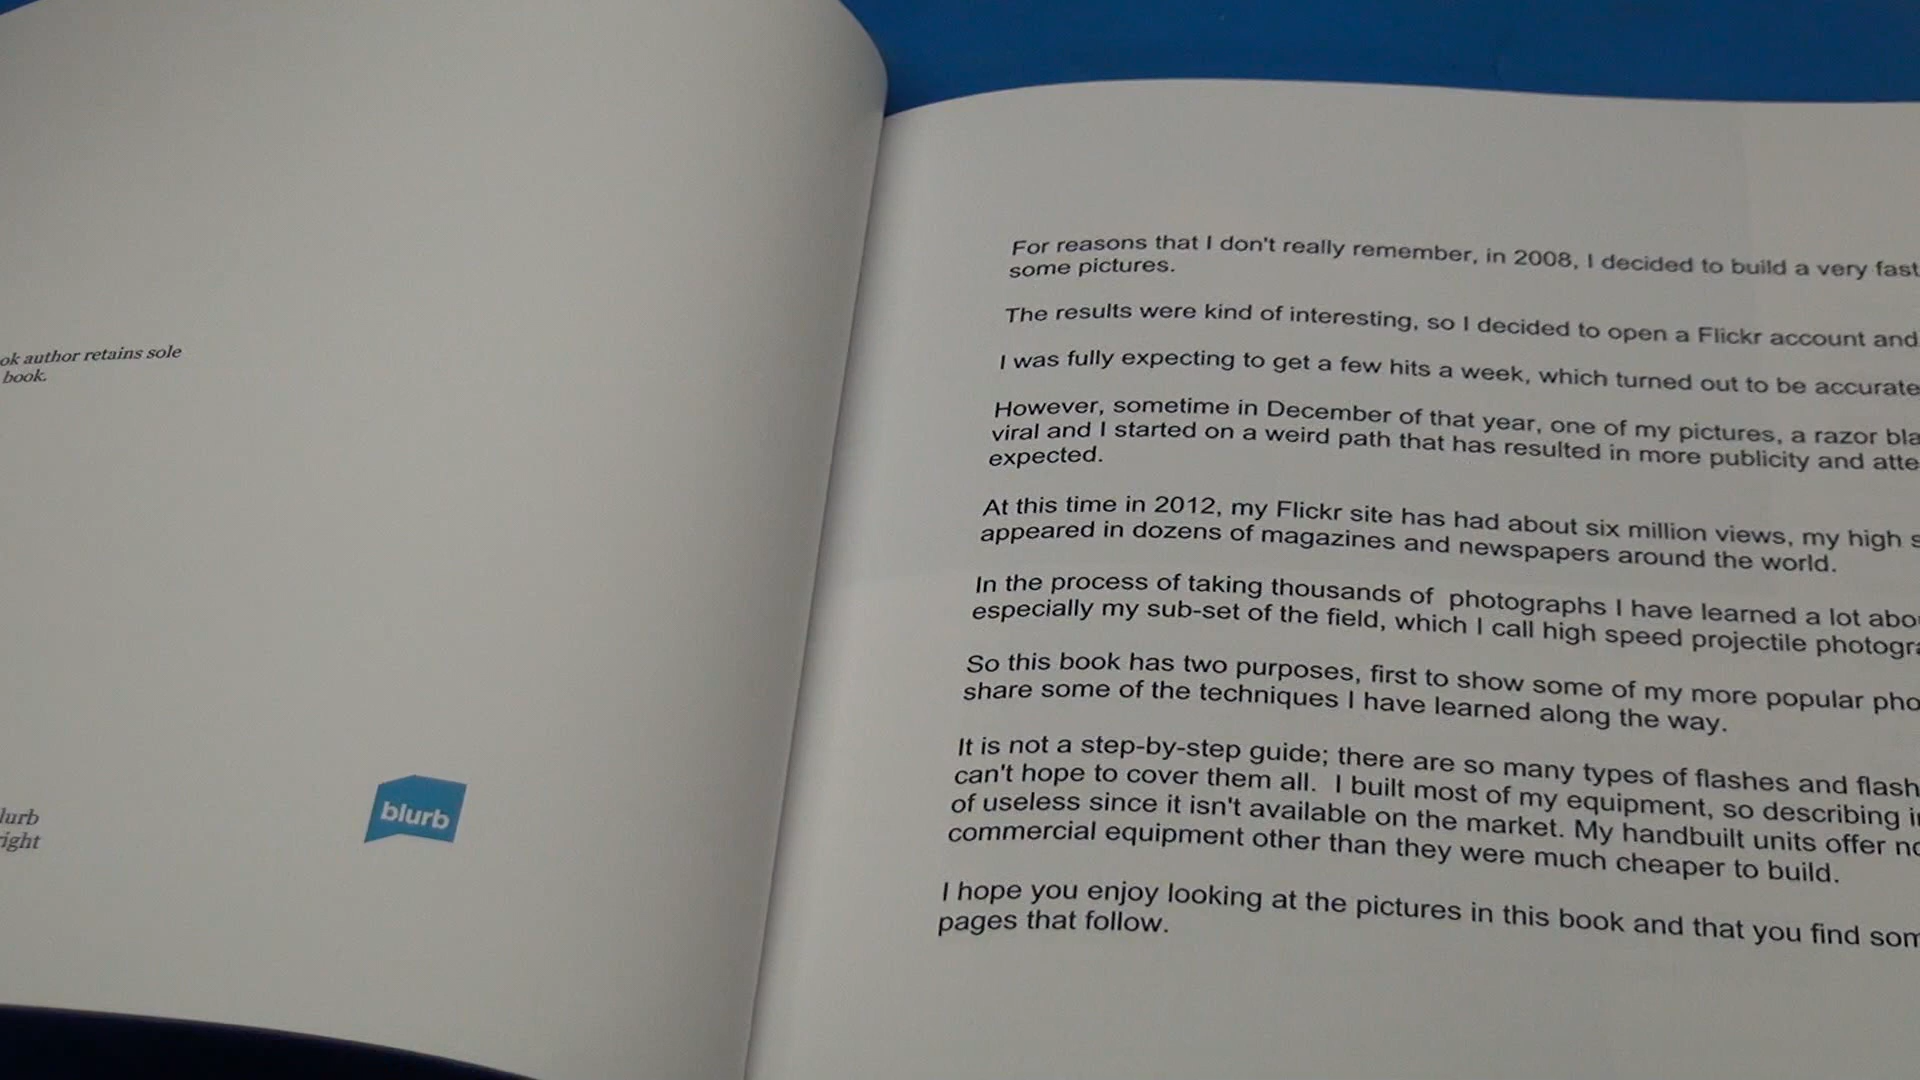 author retains sole
book.
blurb
For reasons that I don't really remember, in 2008, I decided to build a very fast
some pictures.
The results were kind of interesting, so I decided to open a Flickr account and
I was fully expecting to get a few hits a week, which turned out to be accurate
However, sometime in December of that year, one of my pictures, a razor
viral and I started on a weird path that has resulted in more publicity and
expected.
At this time in 2012, my Flickr site has had about six million views, my high
appeared in dozens of magazines and newspapers around the world.
In the process of taking thousands of photographs I have learned a lot
especially my sub-set of the field, which I call high speed projectile
So this book has two purposes, first to show some of my more popular
share some of the techniques I have learned along the way.
It is not a step-by-step guide; there are so many types of flashes and
can't hope to cover them all. I built most of my equipment, so describing
of useless since it isn't available on the market. My handbuilt units offer
commercial equipment other than they were much cheaper to build.
I hope you enjoy looking at the pictures in this book and that you find
pages that follow.